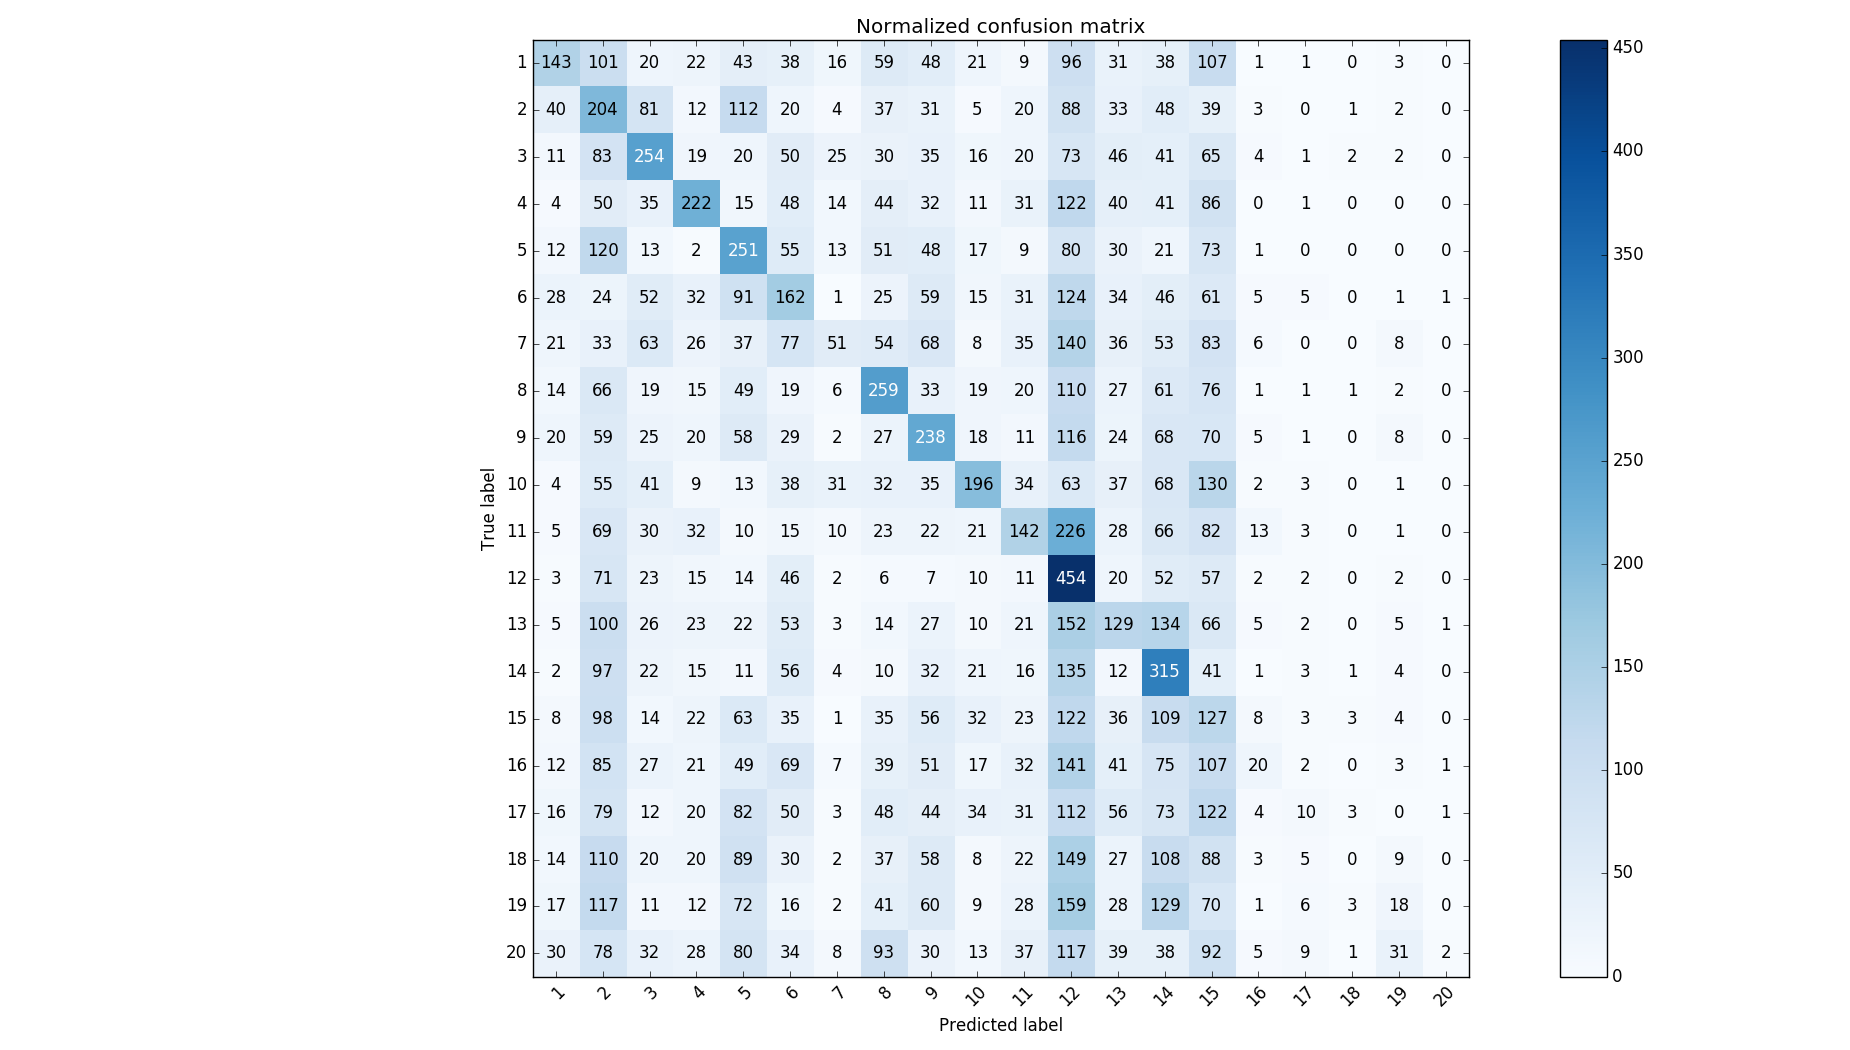 Normalized confusion matrix
1 143 101 20 22 43 38 16 59 48 21 9 96 31 38 107 1 1 0 3 0
2 40 204 81 12 112 20 4 37 31 5 20 88 33 48 39 3 0 1 2 0
3 11 83 254 19 20 50 25 30 35 16 20 73 46 41 65 4 1 2 2 0
4 4 50 35 222 15 48 14 44 32 11 31 122 40 41 86 0 1 0 0 0
5 12 120 13 2 251 55 13 51 48 17 9 80 30 21 73 1 0 0 0 0
6 28 24 52 32 91 162 1 25 59 15 31 124 34 46 61 5 5 0 1 1
7 21 33 63 26 37 77 51 54 68 8 35 140 36 53 83 6 0 0 8 0
8 14 66 19 15 49 19 6 259 33 19 20 110 27 61 76 1 1 1 2 0
9 20 59 25 20 58 29 2 27 238 18 11 116 24 68 70 5 1 0 8 0
10 4 55 41 9 13 38 31 32 35 196 34 63 37 68 130 2 3 0 1 0
11 5 69 30 32 10 15 10 23 22 21 142 226 28 66 82 13 3 0 1 0
12 3 71 23 15 14 46 2 6 7 10 11 454 20 52 57 2 2 0 2 0
13 5 100 26 23 22 53 3 14 27 10 21 152 129 134 66 5 2 0 5 1
14 2 97 22 15 11 56 4 10 32 21 16 135 12 315 41 1 3 1 4 0
15 8 98 14 22 63 35 1 35 56 32 23 122 36 109 127 8 3 3 4 0
16 12 85 27 21 49 69 7 39 51 17 32 141 41 75 107 20 2 0 3 1
17 16 79 12 20 82 50 3 48 44 34 31 112 56 73 122 4 10 3 0 1
18 14 110 20 20 89 30 2 37 58 8 22 149 27 108 88 3 5 0 9 0
19 17 117 11 12 72 16 2 41 60 9 28 159 28 129 70 1 6 3 18 0
20 30 78 32 28 80 34 8 93 30 13 37 117 39 38 92 5 9 1 31 2
1 2 3 4 5 6 7 8 9 10 11 12 13 14 15 16 17 18 19 20
True label
Predicted label
450
400
350
300
250
200
150
100
50
0